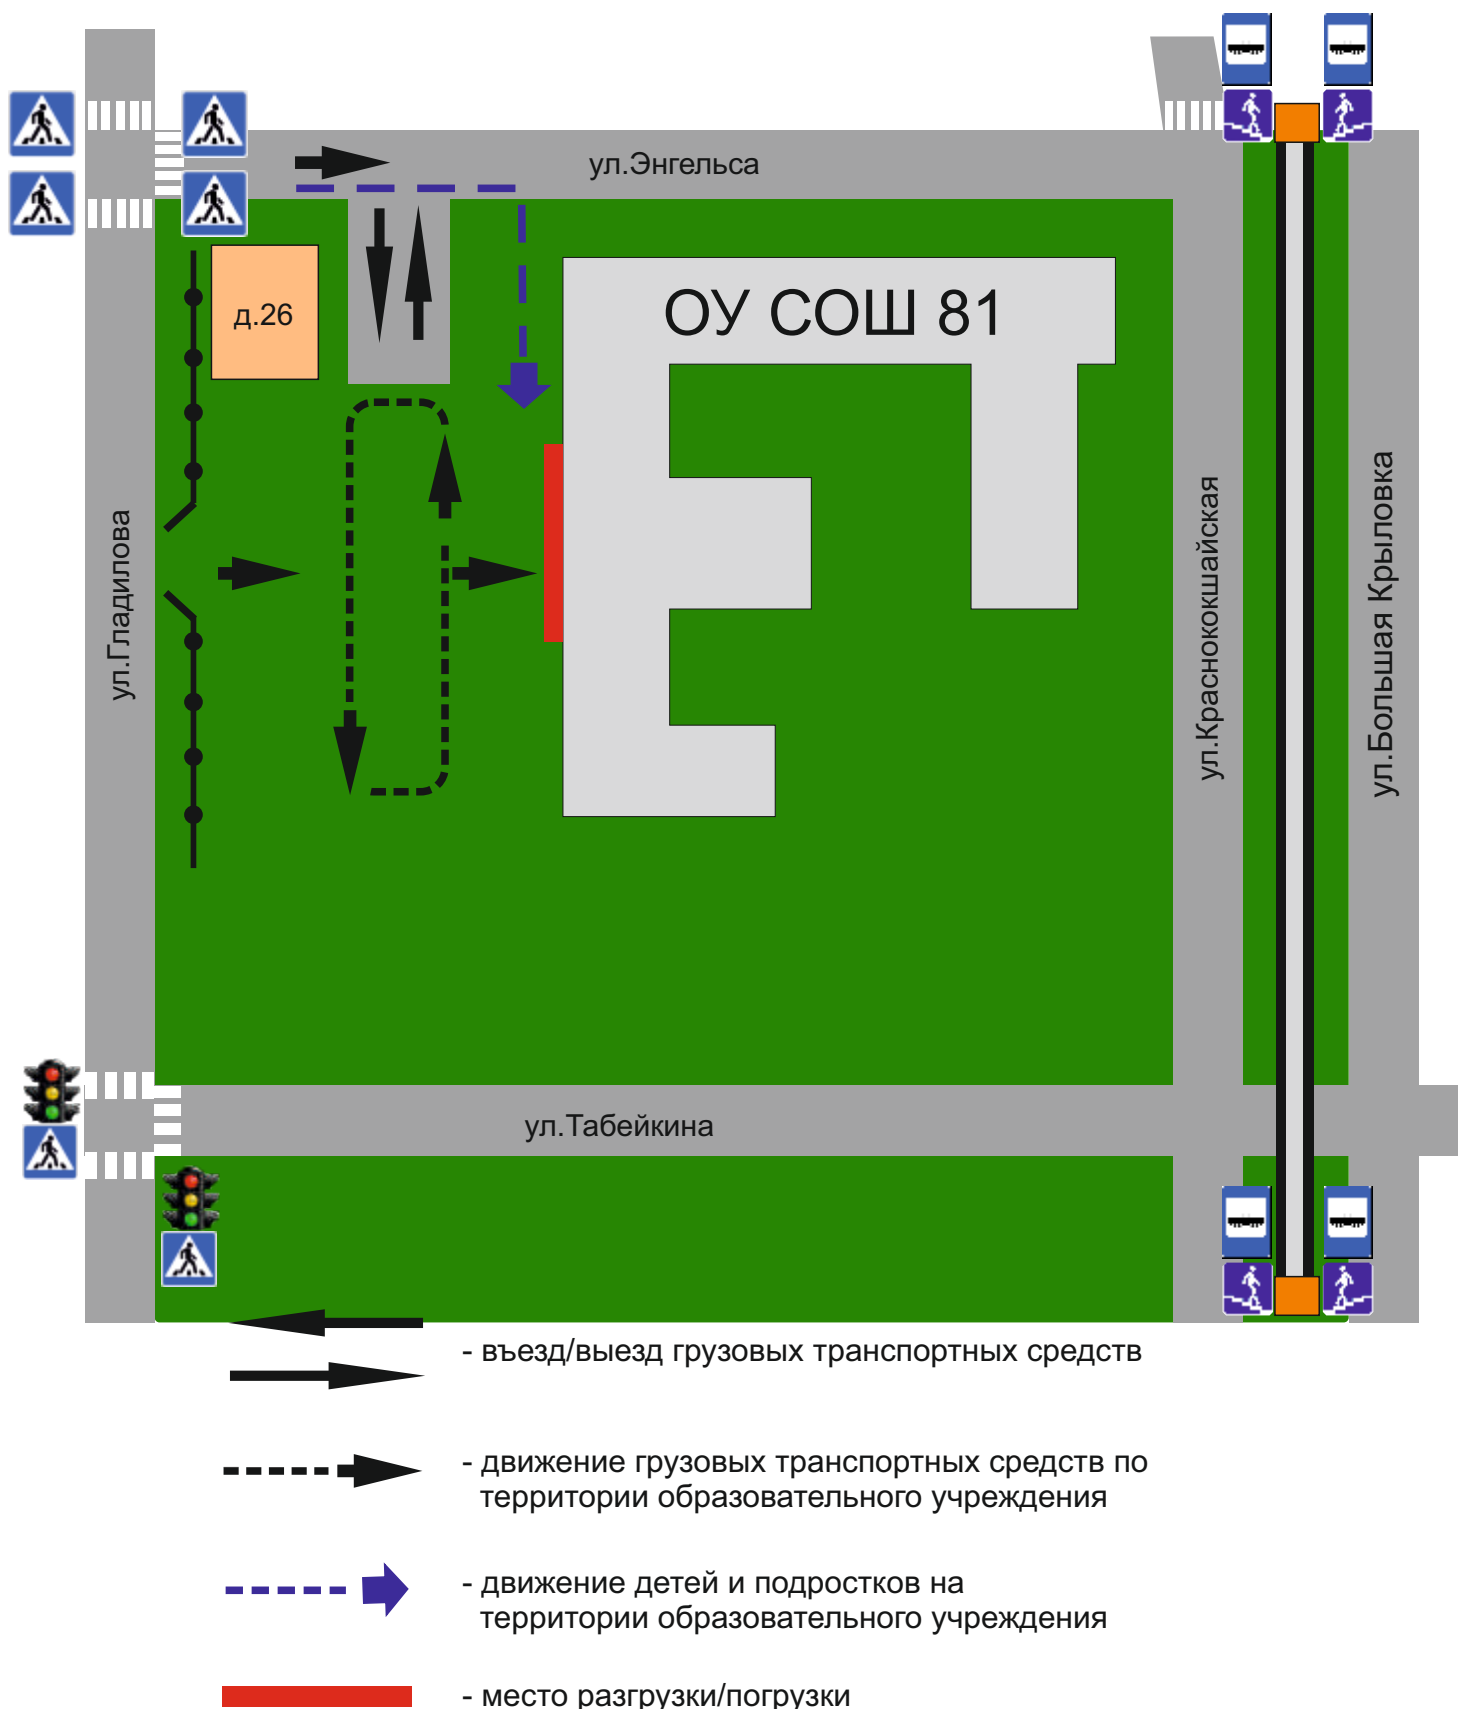 ул.Энгельса
д.26
ОУ СОШ 81
ул.Гладилова
ул.Краснококшайская
ул.Большая Крыловка
ул.Табейкина
- въезд/выезд грузовых транспортных средств
- движение грузовых транспортных средств по
территории образовательного учреждения
- движение детей и подростков на
территории образовательного учреждения
- место разгрузки/погрузки